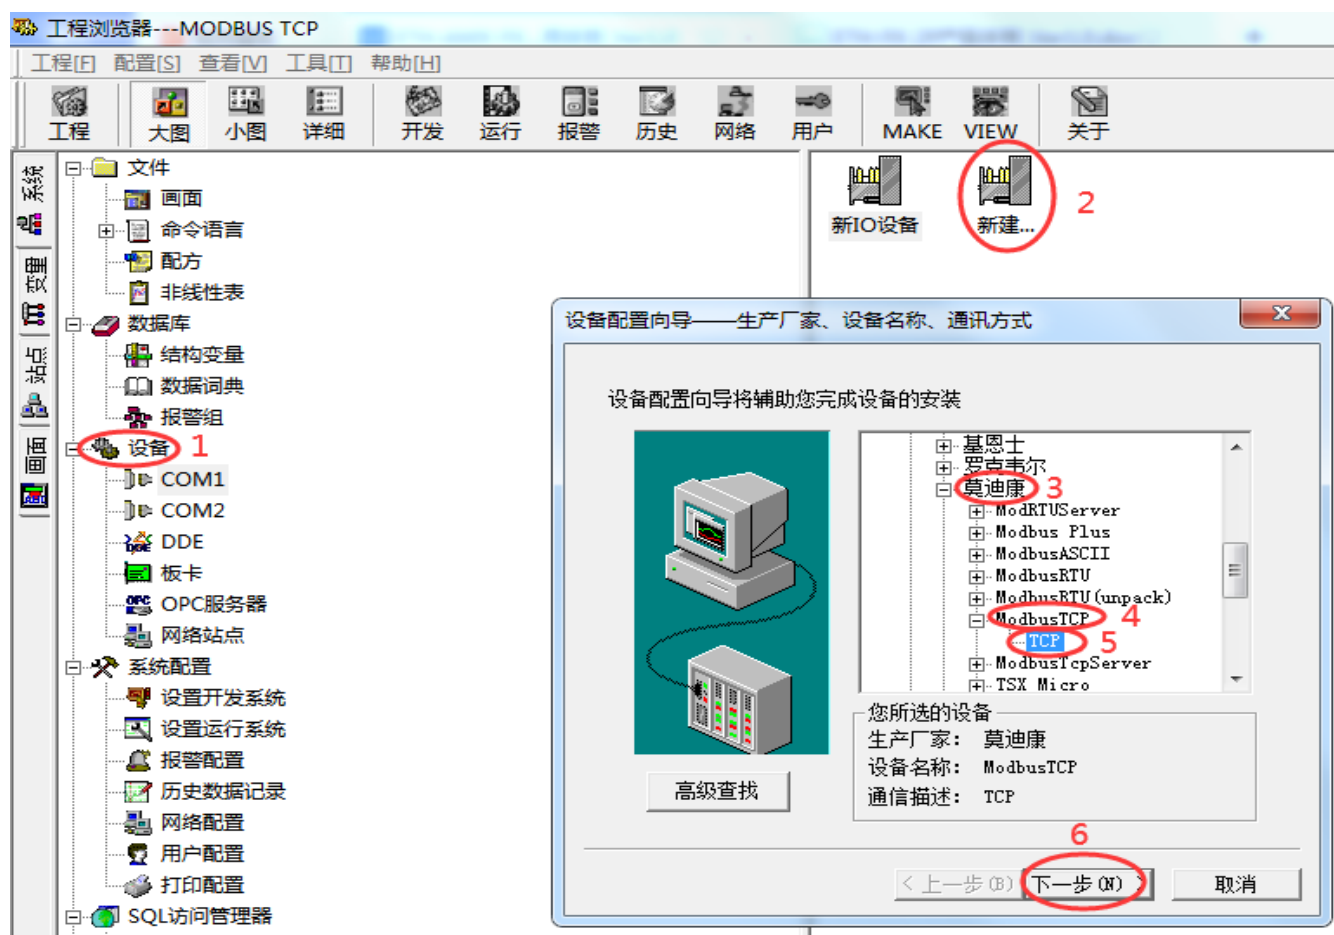 工程浏览器---MODBUS TCP
工程[F] 配置[S] 查看[V] 工具[T] 帮助[H]
工程 大图 小图 详细 开发 运行 报警 历史 网络 用户 MAKE VIEW 关于
系统
变量
站点
画面
文件
画面
命令语言
配方
非线性表
数据库
结构变量
数据词典
报警组
设备 1
COM1
COM2
DDE
板卡
OPC服务器
网络站点
系统配置
设置开发系统
设置运行系统
报警配置
历史数据记录
网络配置
用户配置
打印配置
SQL访问管理器
新IO设备 新建... 2
设备配置向导——生产厂家、设备名称、通讯方式
设备配置向导将辅助您完成设备的安装
基恩士
罗克韦尔
莫迪康 3
ModRTUServer
Modbus Plus
ModbusASCII
ModbusRTU
ModbusRTU(unpack)
ModbusTCP 4
TCP 5
ModbusTcpServer
TSX Micro
您所选的设备
生产厂家： 莫迪康
设备名称： ModbusTCP
通信描述： TCP
高级查找
6
< 上一步(B) 下一步(N) > 取消